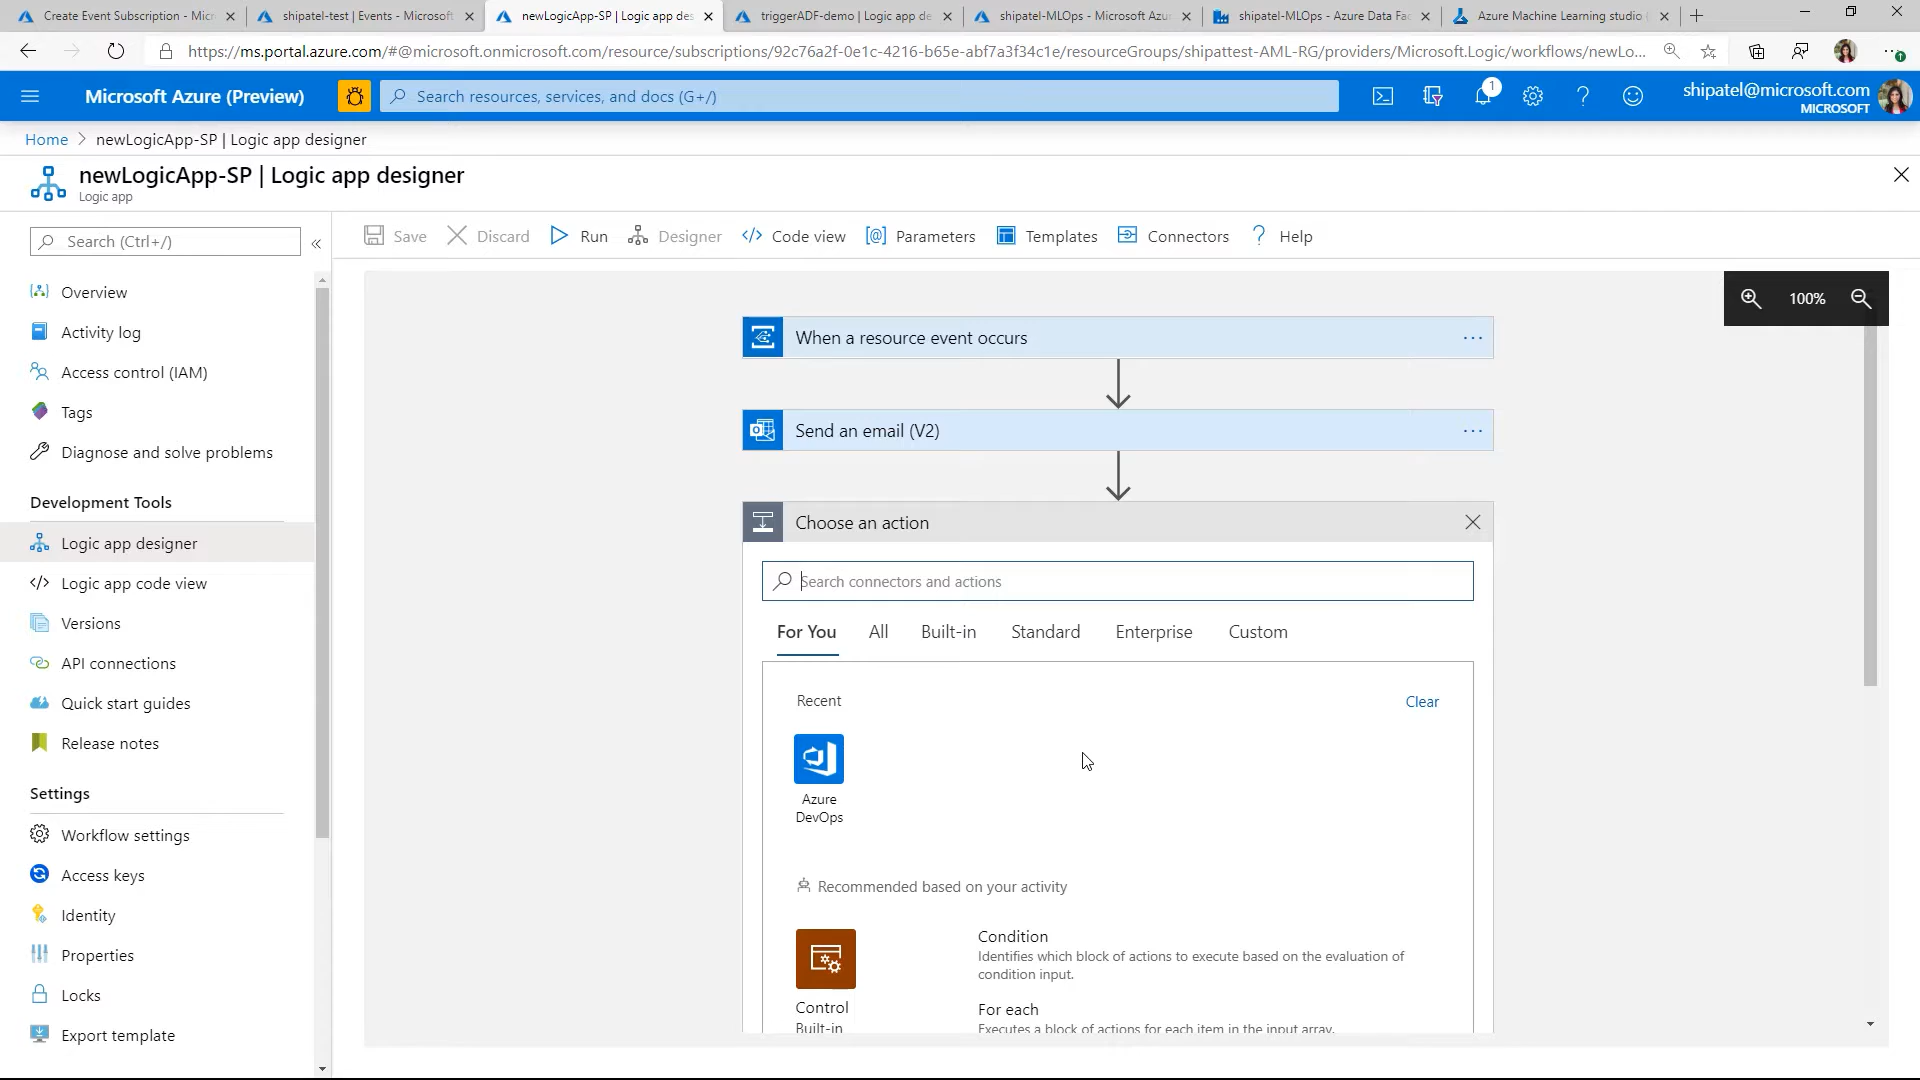 Create Event Subscription - Mic
shipatel-test | Events - Microsoft
newLogicApp-SP | Logic app des
triggerADF-demo | Logic app de
shipatel-MLOps - Microsoft Azu
shipatel-MLOps - Azure Data Fac
Azure Machine Learning studio
https://ms.portal.azure.com/#@microsoft.onmicrosoft.com/resource/subscriptions/92c76a2f-0e1c-4216-b65e-abf7a3f34c1e/resourceGroups/shipattest-AML-RG/providers/Microsoft.Logic/workflows/newLo...
Microsoft Azure (Preview)
Search resources, services, and docs (G+/)
1
shipatel@microsoft.com
MICROSOFT
Home > newLogicApp-SP | Logic app designer
newLogicApp-SP | Logic app designer
Logic app
Search (Ctrl+/)
«
Save
Discard
Run
Designer
Code view
Parameters
Templates
Connectors
Help
Overview
Activity log
Access control (IAM)
Tags
Diagnose and solve problems
Development Tools
Logic app designer
Logic app code view
Versions
API connections
Quick start guides
Release notes
Settings
Workflow settings
Access keys
Identity
Properties
Locks
Export template
100%
When a resource event occurs
...
Send an email (V2)
...
Choose an action
Search connectors and actions
For You
All
Built-in
Standard
Enterprise
Custom
Recent
Clear
Azure
DevOps
Recommended based on your activity
Control
Built-in
Condition
Identifies which block of actions to execute based on the evaluation of
condition input.
For each
Executes a block of actions for each item in the input array.